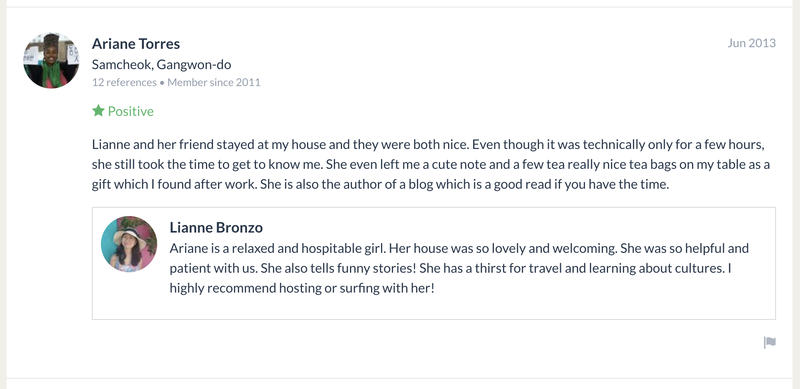 Ariane Torres
Jun 2013
Samcheok, Gangwon-do
12 references • Member since 2011
Positive
Lianne and her friend stayed at my house and they were both nice. Even though it was technically only for a few hours,
she still took the time to get to know me. She even left me a cute note and a few tea really nice tea bags on my table as a
gift which I found after work. She is also the author of a blog which is a good read if you have the time.
Lianne Bronzo
Ariane is a relaxed and hospitable girl. Her house was so lovely and welcoming. She was so helpful and
patient with us. She also tells funny stories! She has a thirst for travel and learning about cultures. I
highly recommend hosting or surfing with her!